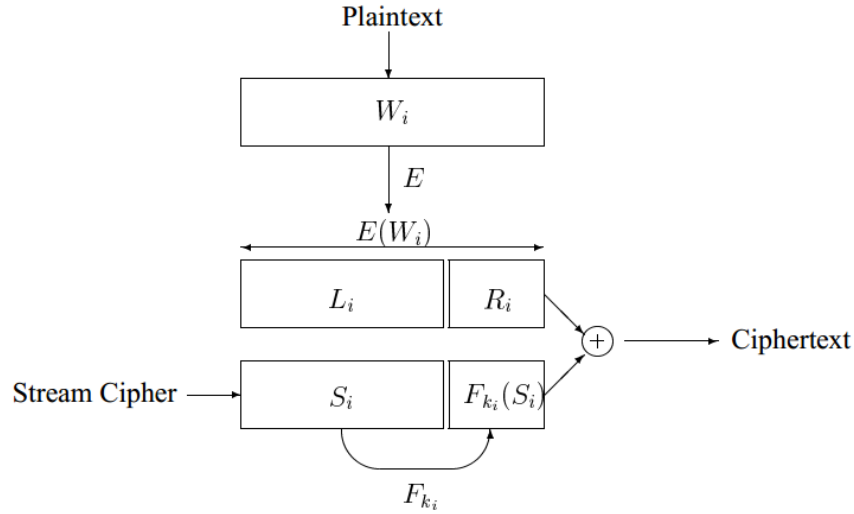 Plaintext
W_i
E
E(W_i)
L_i R_i
+
Ciphertext
Stream Cipher
S_i F_{k_i}(S_i)
F_{k_i}